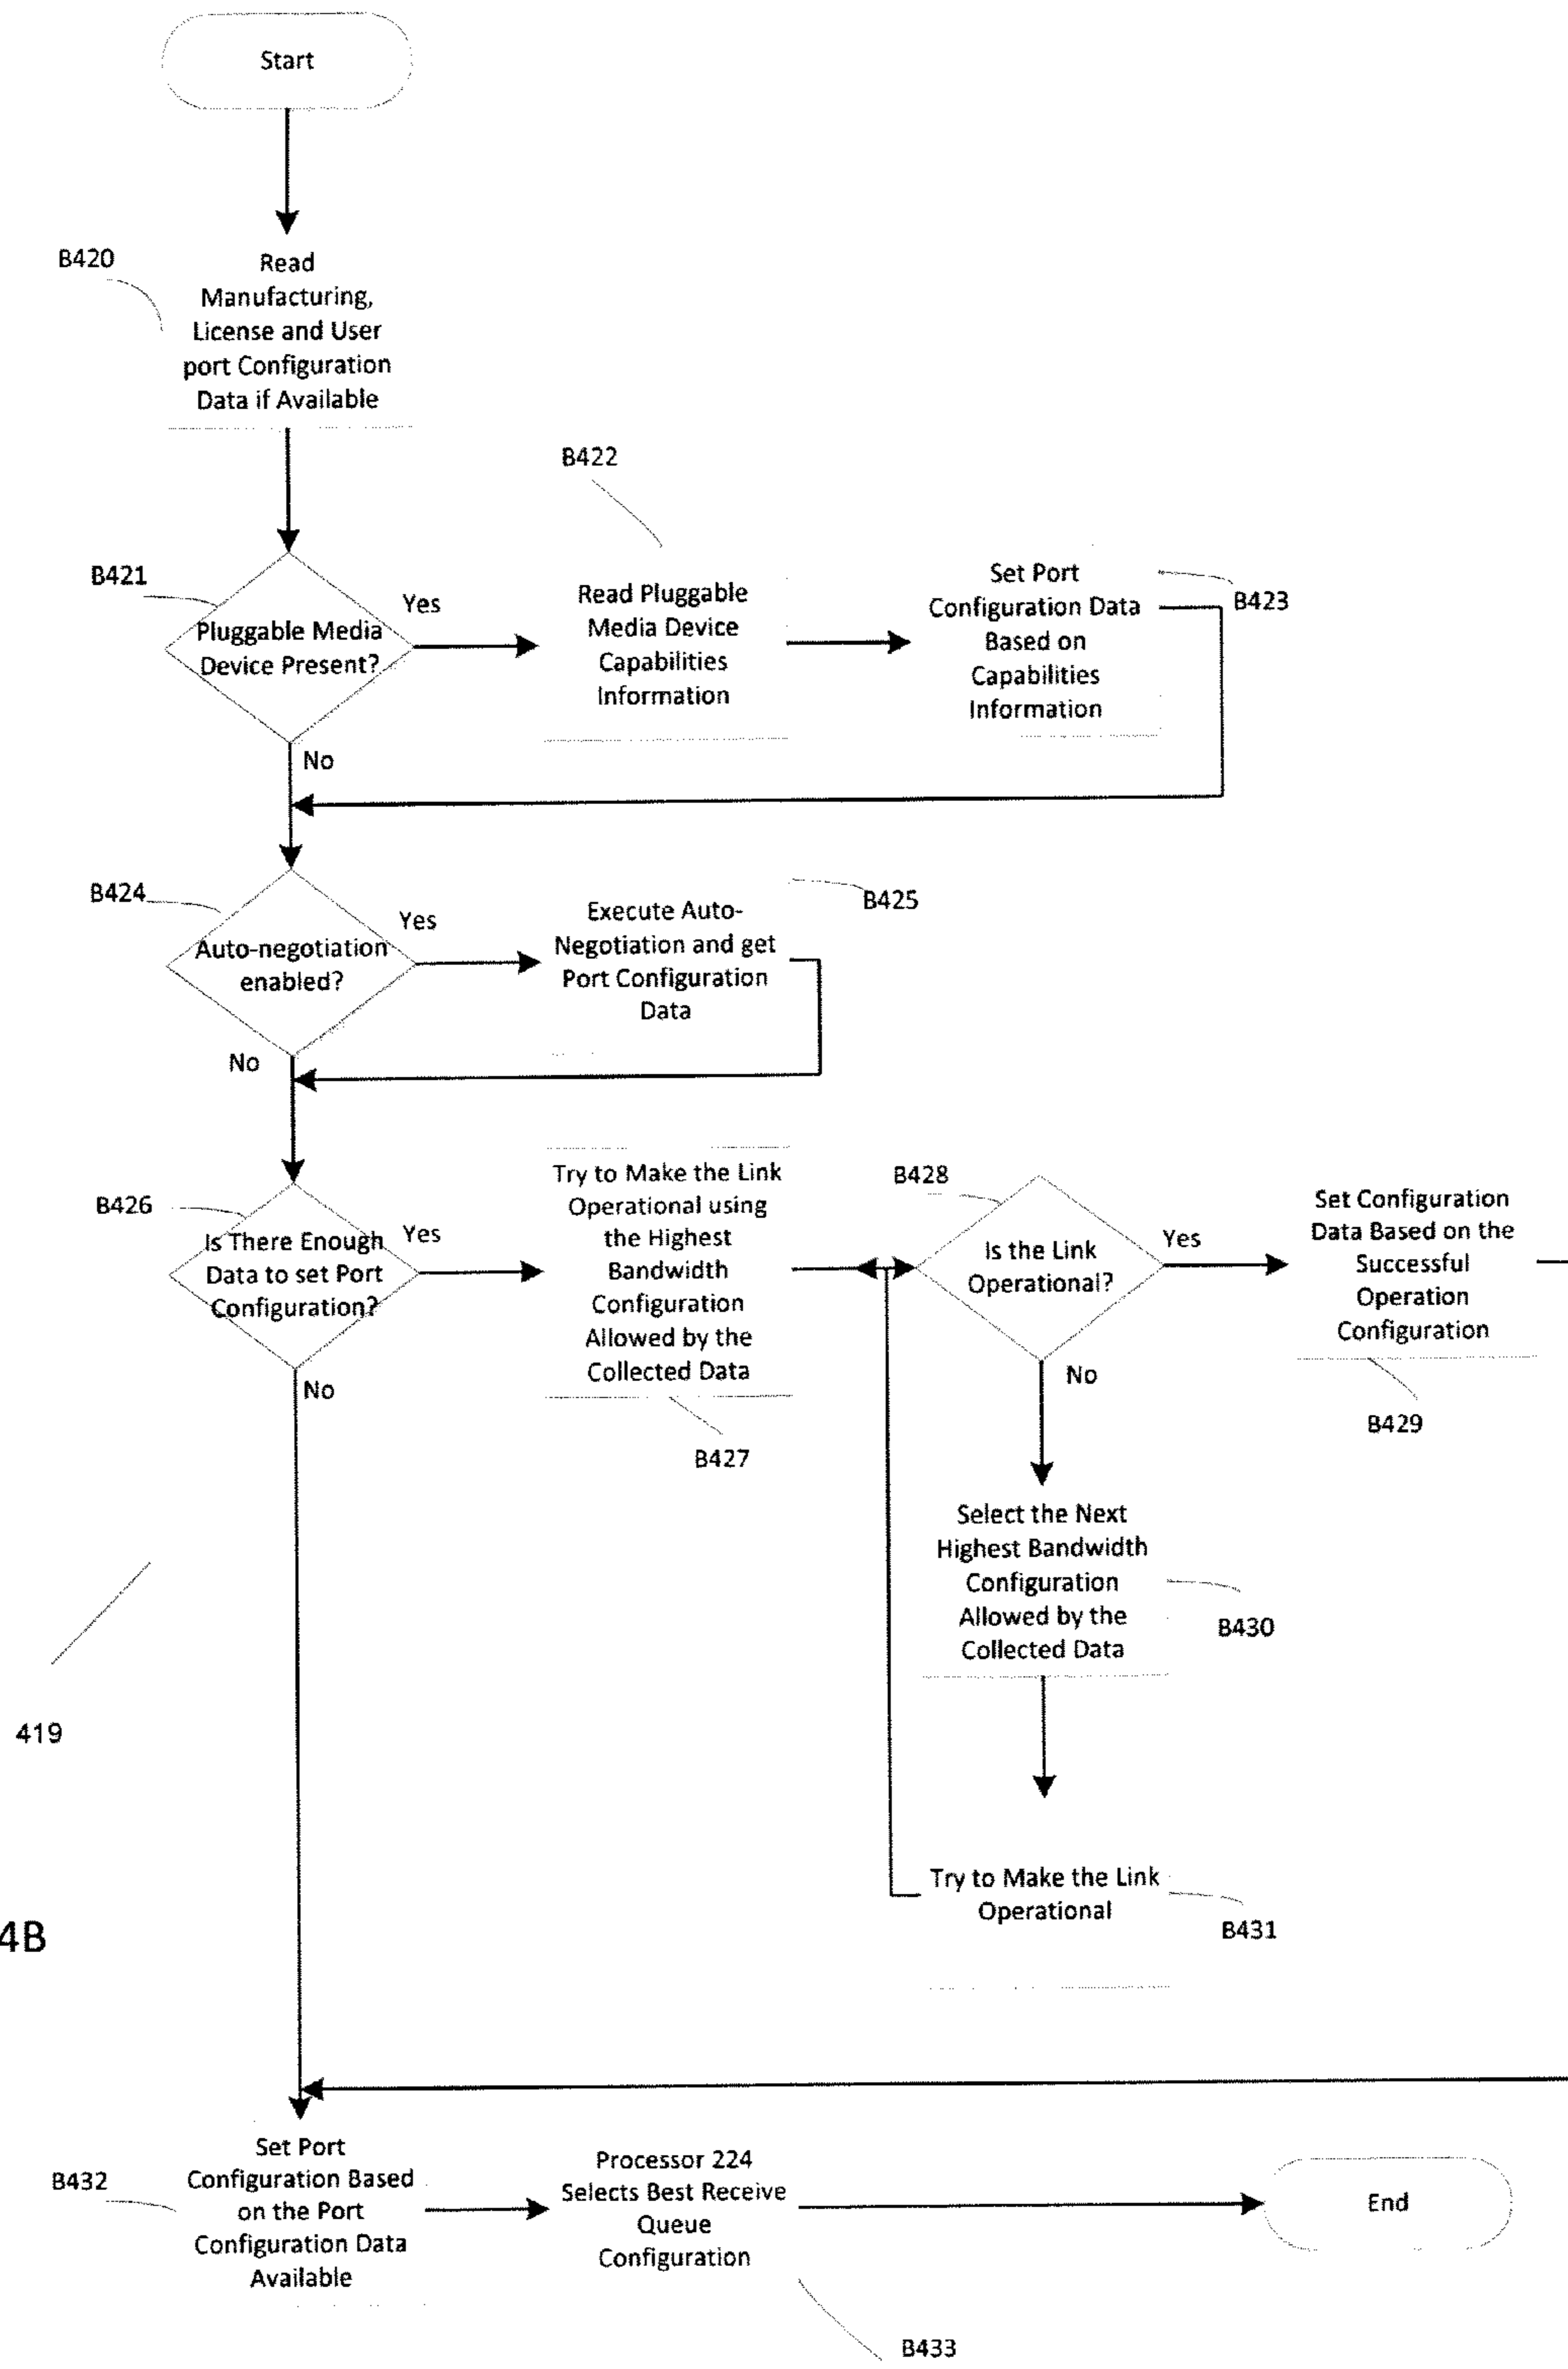 Start
B420
Read
Manufacturing,
License and User
port Configuration
Data if Available
B422
B421
Pluggable Media
Device Present?
Yes
Read Pluggable
Media Device
Capabilities
Information
Set Port
Configuration Data
Based on
Capabilities
Information
B423
No
B424
Auto-negotiation
enabled?
Yes
Execute Auto-
Negotiation and get
Port Configuration
Data
B425
No
B426
Is There Enough
Data to set Port
Configuration?
Yes
Try to Make the Link
Operational using
the Highest
Bandwidth
Configuration
Allowed by the
Collected Data
B427
B428
Is the Link
Operational?
Yes
Set Configuration
Data Based on the
Successful
Operation
Configuration
B429
No
No
Select the Next
Highest Bandwidth
Configuration
Allowed by the
Collected Data
B430
419
Try to Make the Link
Operational
B431
4B
B432
Set Port
Configuration Based
on the Port
Configuration Data
Available
Processor 224
Selects Best Receive
Queue
Configuration
B433
End